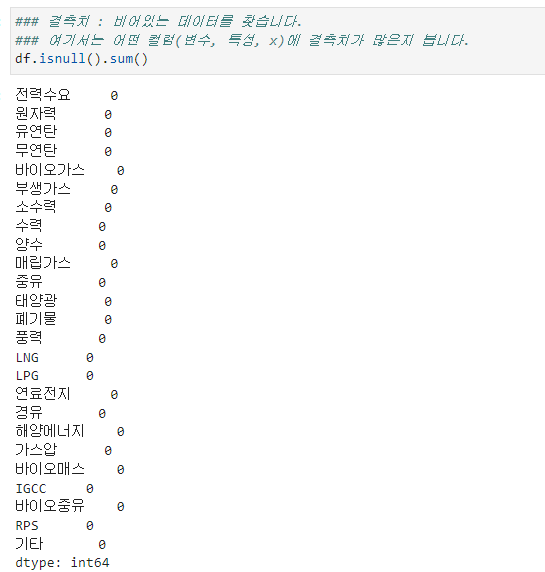 ### 결측치 : 비어있는 데이터를 찾습니다.
### 여기서는 어떤 컬럼(변수, 특성, x)에 결측치가 많은지 봅니다.
df.isnull().sum()
전력수요 0
원자력 0
유연탄 0
무연탄 0
바이오가스 0
부생가스 0
소수력 0
수력 0
양수 0
매립가스 0
중유 0
태양광 0
폐기물 0
풍력 0
LNG 0
LPG 0
연료전지 0
경유 0
해양에너지 0
가스압 0
바이오매스 0
IGCC 0
바이오중유 0
RPS 0
기타 0
dtype: int64